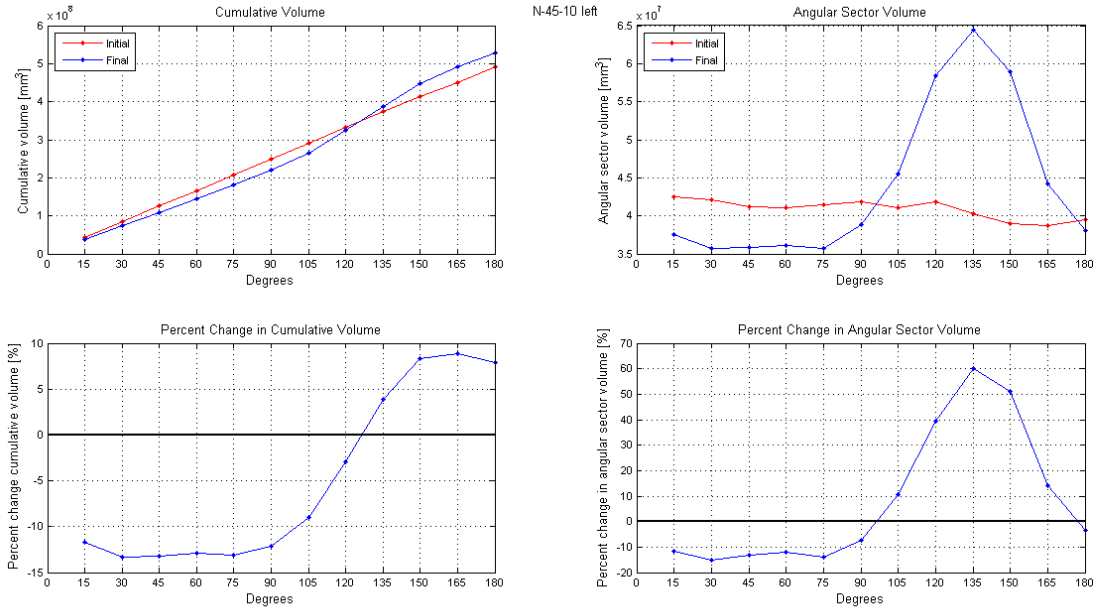 N-45-10 left
Cumulative Volume
x 10^8
Cumulative volume [mm³]
6
5
4
3
2
1
0
Initial
Final
0 15 30 45 60 75 90 105 120 135 150 165 180
Degrees
Angular Sector Volume
x 10^7
Angular sector volume [mm³]
6.5
6
5.5
5
4.5
4
3.5
Initial
Final
0 15 30 45 60 75 90 105 120 135 150 165 180
Degrees
Percent Change in Cumulative Volume
Percent change cumulative volume [%]
10
5
0
-5
-10
-15
0 15 30 45 60 75 90 105 120 135 150 165 180
Degrees
Percent Change in Angular Sector Volume
Percent change in angular sector volume [%]
70
60
50
40
30
20
10
0
-10
-20
0 15 30 45 60 75 90 105 120 135 150 165 180
Degrees